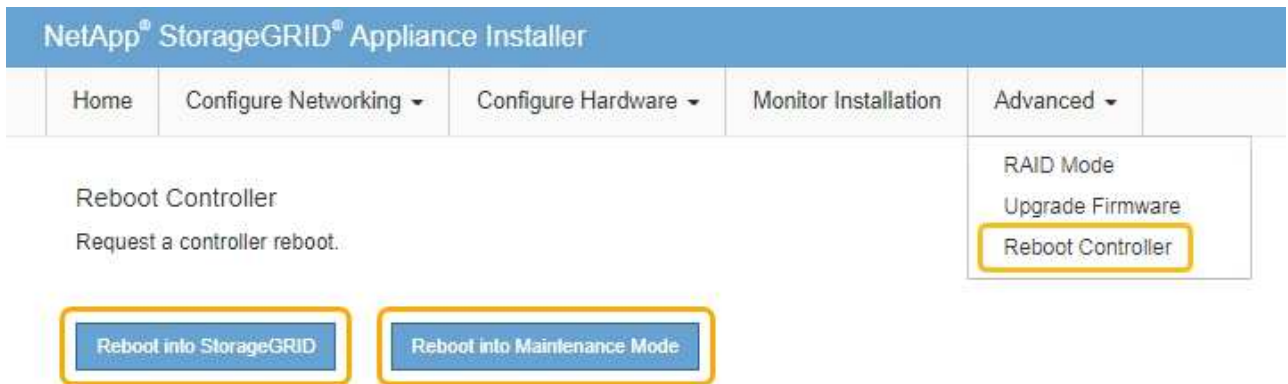 NetApp® StorageGRID® Appliance Installer
Home Configure Networking Configure Hardware Monitor Installation Advanced
RAID Mode
Upgrade Firmware
Reboot Controller
Reboot Controller
Request a controller reboot.
Reboot into StorageGRID Reboot into Maintenance Mode